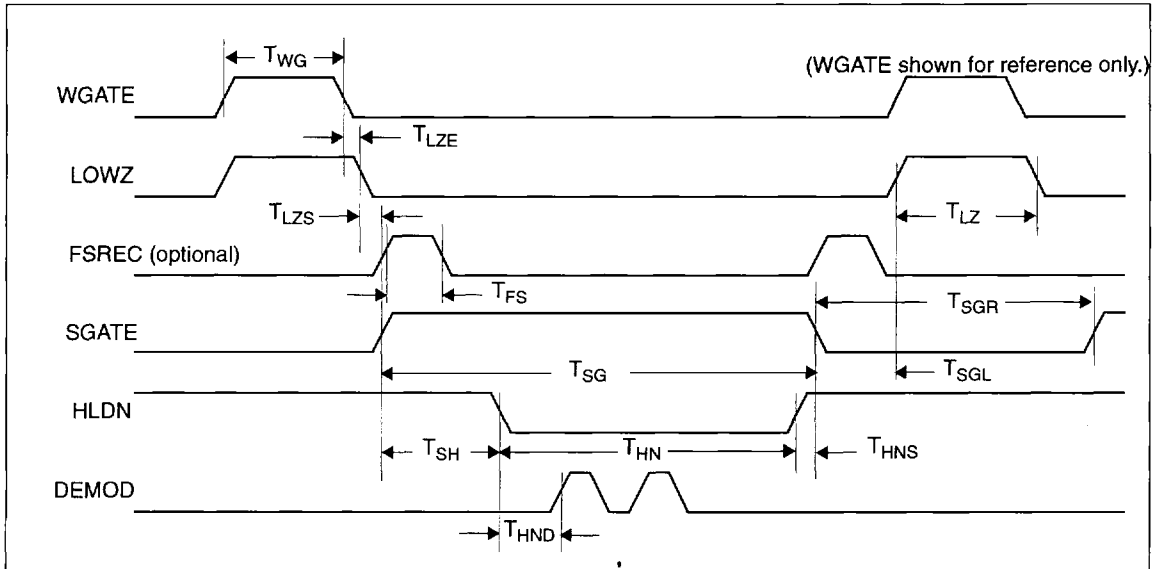 T_WG
(WGATE shown for reference only.)
WGATE
T_LZE
LOWZ
T_LZS
T_LZ
FSREC (optional)
T_FS
T_SGR
SGATE
T_SG
T_SGL
HLDN
T_SH
T_HN
T_HNS
DEMOD
T_HND